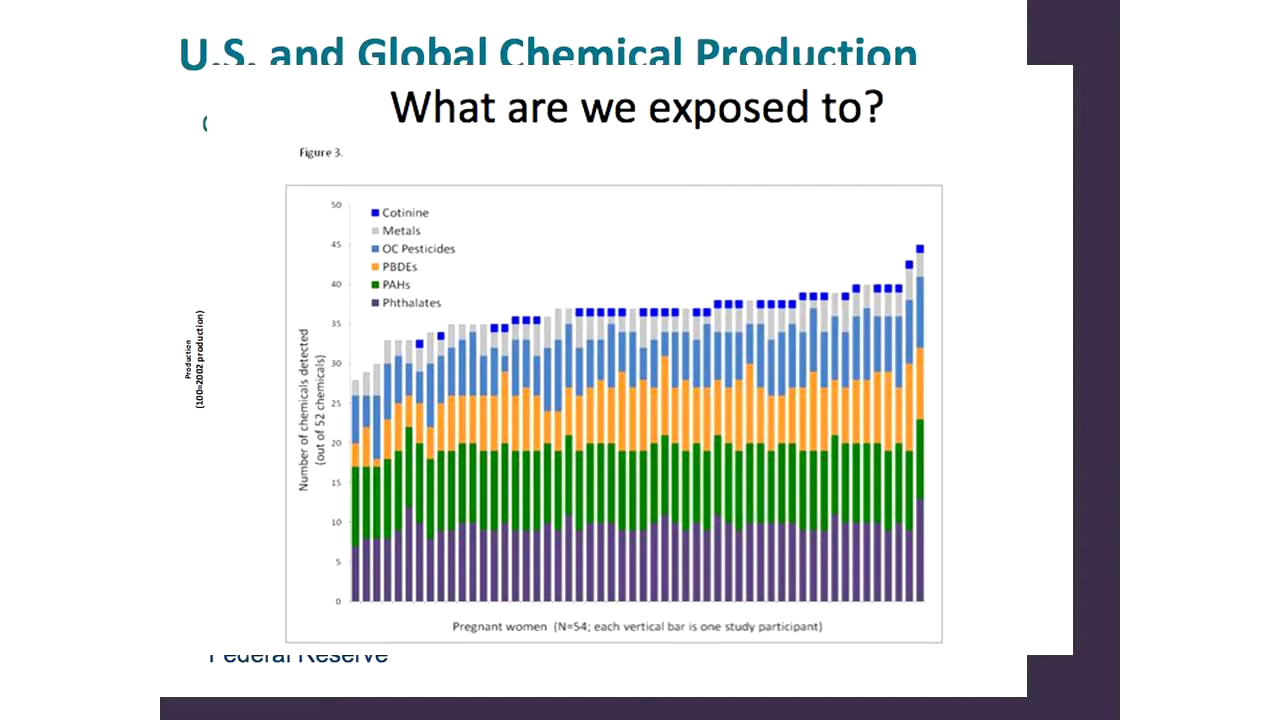 U.S. and Global Chemical Production
What are we exposed to?
Figure 3.
50
45
40
35
30
25
20
15
10
5
0
Cotinine
Metals
OC Pesticides
PBDEs
PAHs
Phthalates
Number of chemicals detected
(out of 52 chemicals)
Production
(100=2002 production)
Pregnant women (N=54; each vertical bar is one study participant)
Federal Reserve